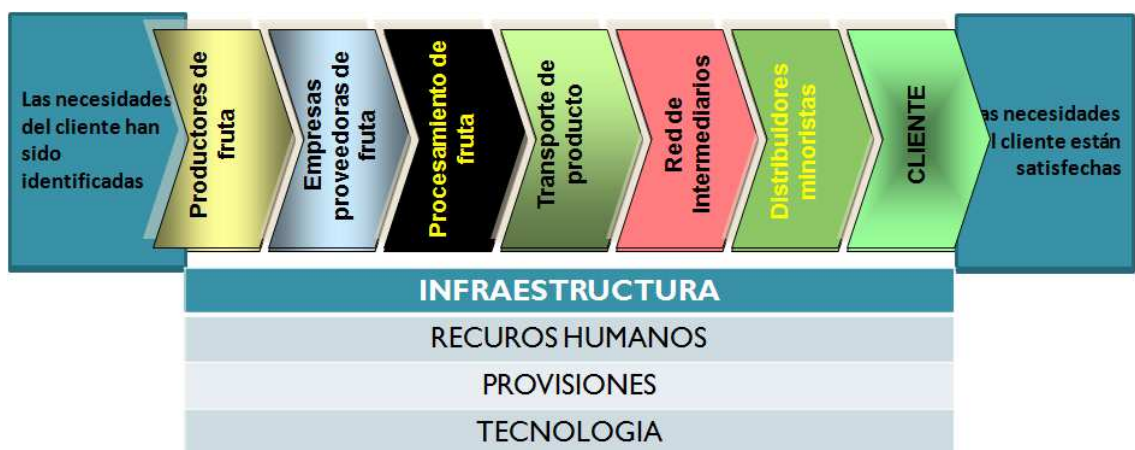 Las necesidades
del cliente han
sido
identificadas
Productores de
fruta
Empresas
proveedoras de
fruta
Procesamiento de
fruta
Transporte de
producto
Red de
Intermediarios
Distribuidores
minoristas
CLIENTE
as necesidades
l cliente están
satisfechas
INFRAESTRUCTURA
RECUROS HUMANOS
PROVISIONES
TECNOLOGIA